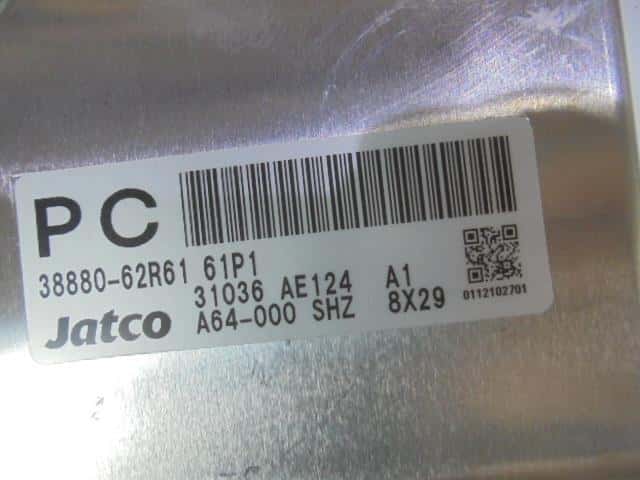 PC
38880-62R61 61P1
31036 AE124 A1
Jatco A64-000 SHZ 8X29
0112102701